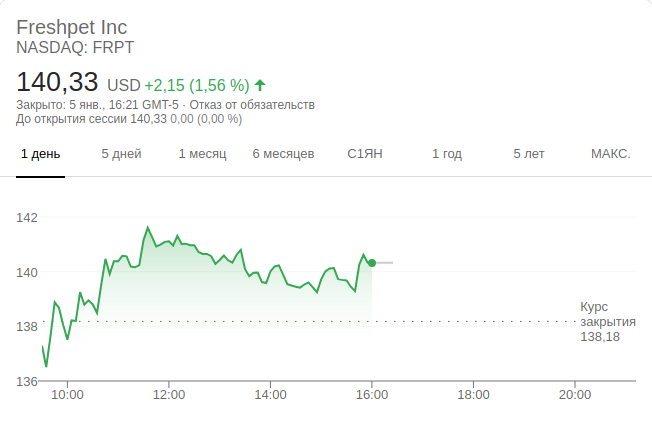 Freshpet Inc
NASDAQ: FRPT
140,33 USD +2,15 (1,56 %)
Закрыто: 5 янв., 16:21 GMT-5 · Отказ от обязательств
До открытия сессии 140,33 0,00 (0,00 %)
1 день 5 дней 1 месяц 6 месяцев С1ЯН 1 год 5 лет МАКС.
142
140
138
136
Курс
закрытия
138,18
10:00 12:00 14:00 16:00 18:00 20:00